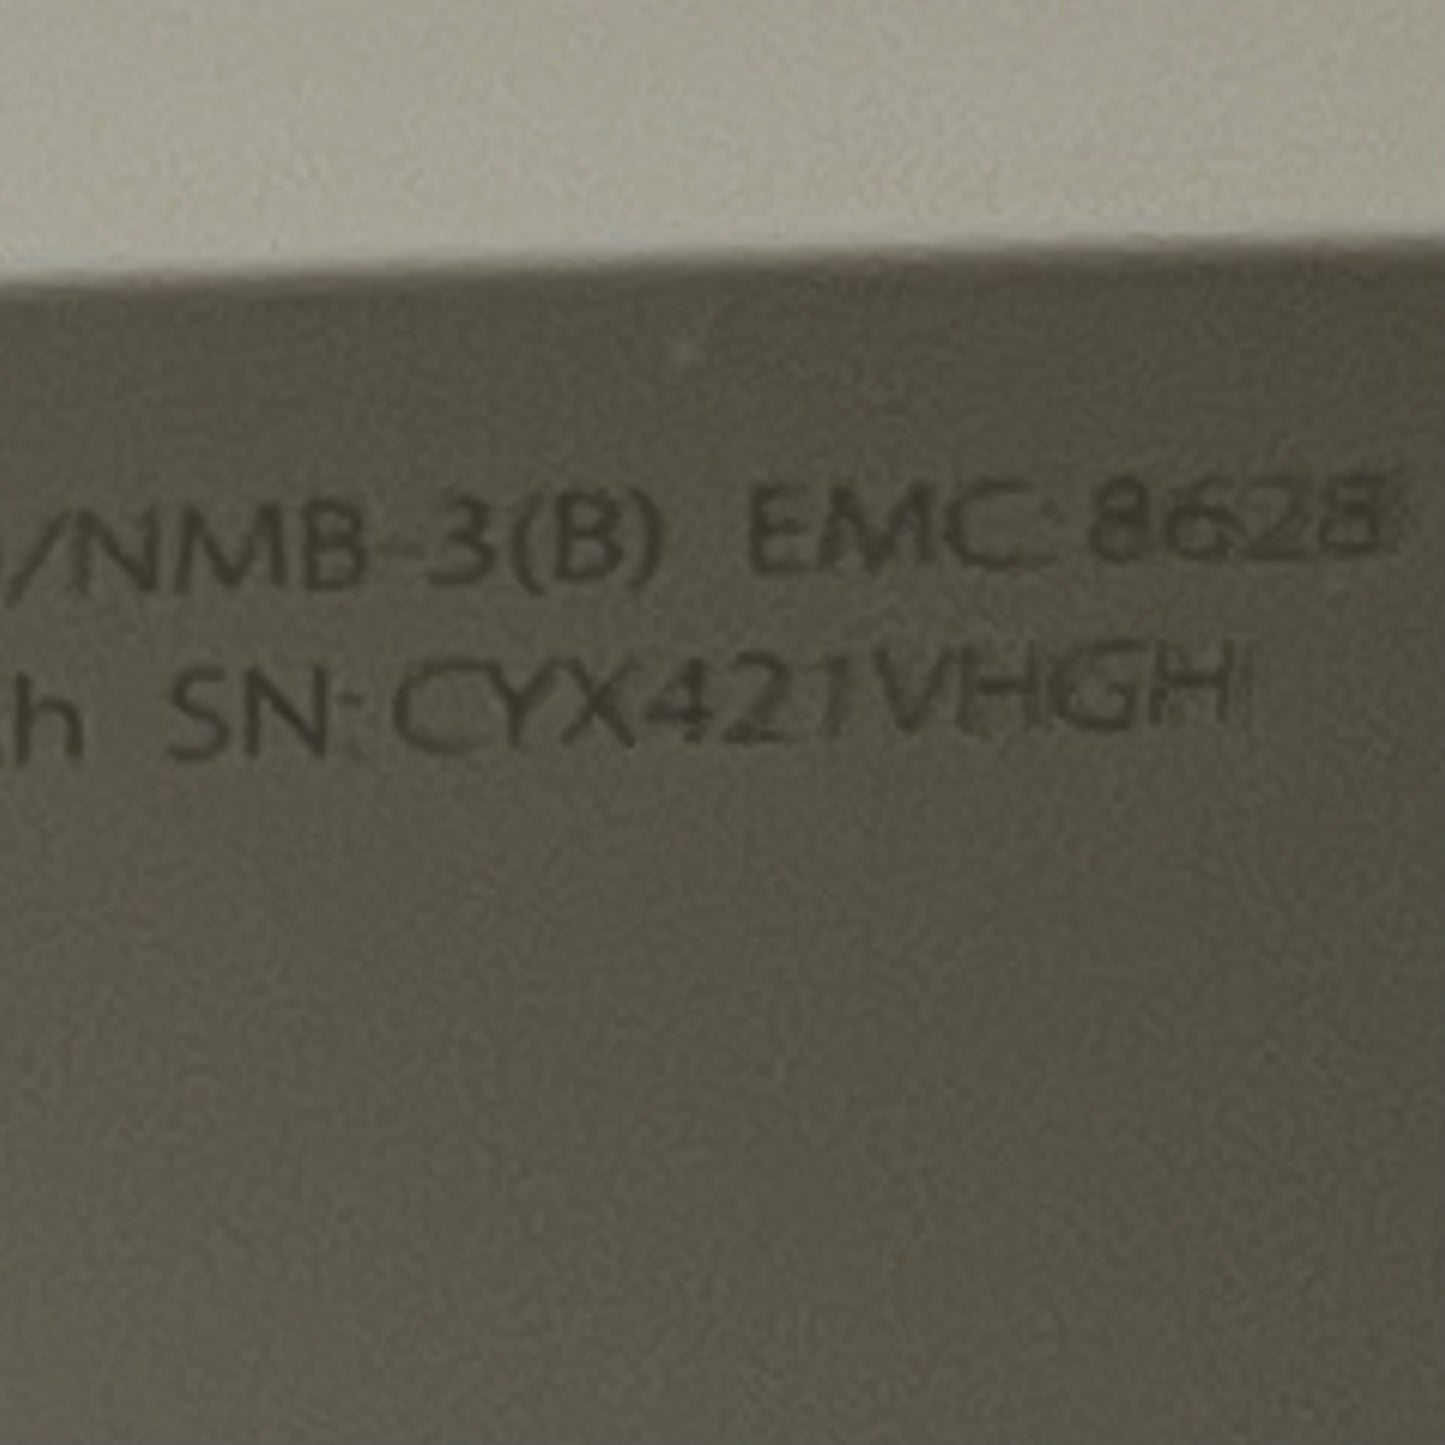 /NMB-3(B) EMC: 8628
h SN: CYX421VHGH